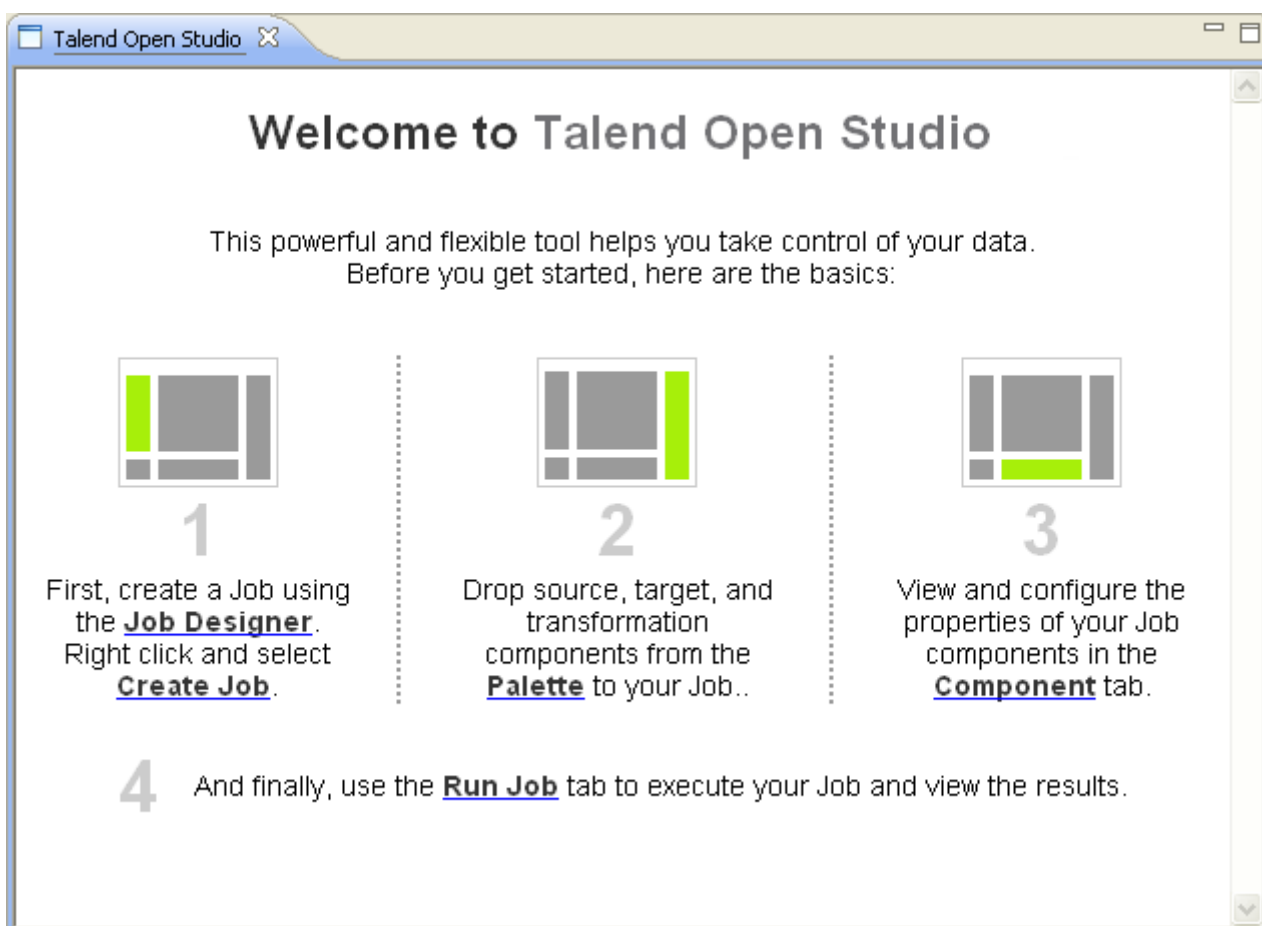 Talend Open Studio
Welcome to Talend Open Studio
This powerful and flexible tool helps you take control of your data.
Before you get started, here are the basics:
1
First, create a Job using
the Job Designer.
Right click and select
Create Job.
2
Drop source, target, and
transformation
components from the
Palette to your Job..
3
View and configure the
properties of your Job
components in the
Component tab.
4 And finally, use the Run Job tab to execute your Job and view the results.